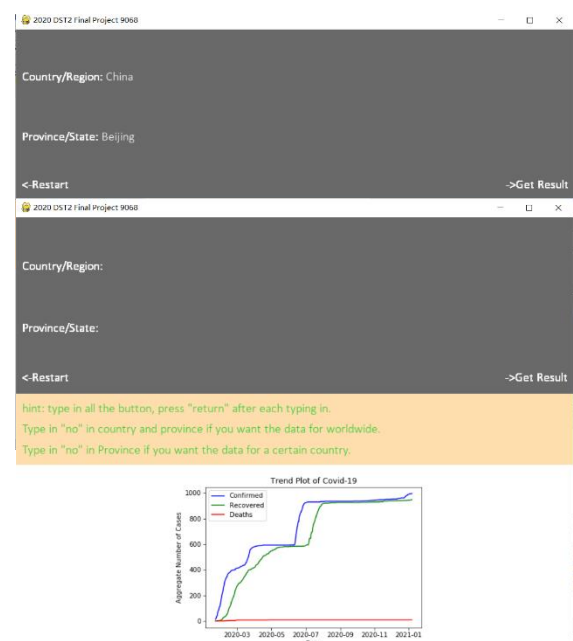 2020 DST2 Final Project 9068
Country/Region: China
Province/State: Beijing
<-Restart
->Get Result
2020 DST2 Final Project 9068
Country/Region:
Province/State:
<-Restart
->Get Result
hint: type in all the button, press "return" after each typing in.
Type in "no" in country and province if you want the data for worldwide.
Type in "no" in Province if you want the data for a certain country.
Trend Plot of Covid-19
Confirmed
Recovered
Deaths
Aggregate Number of Cases
1000
800
600
400
200
0
2020-03 2020-05 2020-07 2020-09 2020-11 2021-01